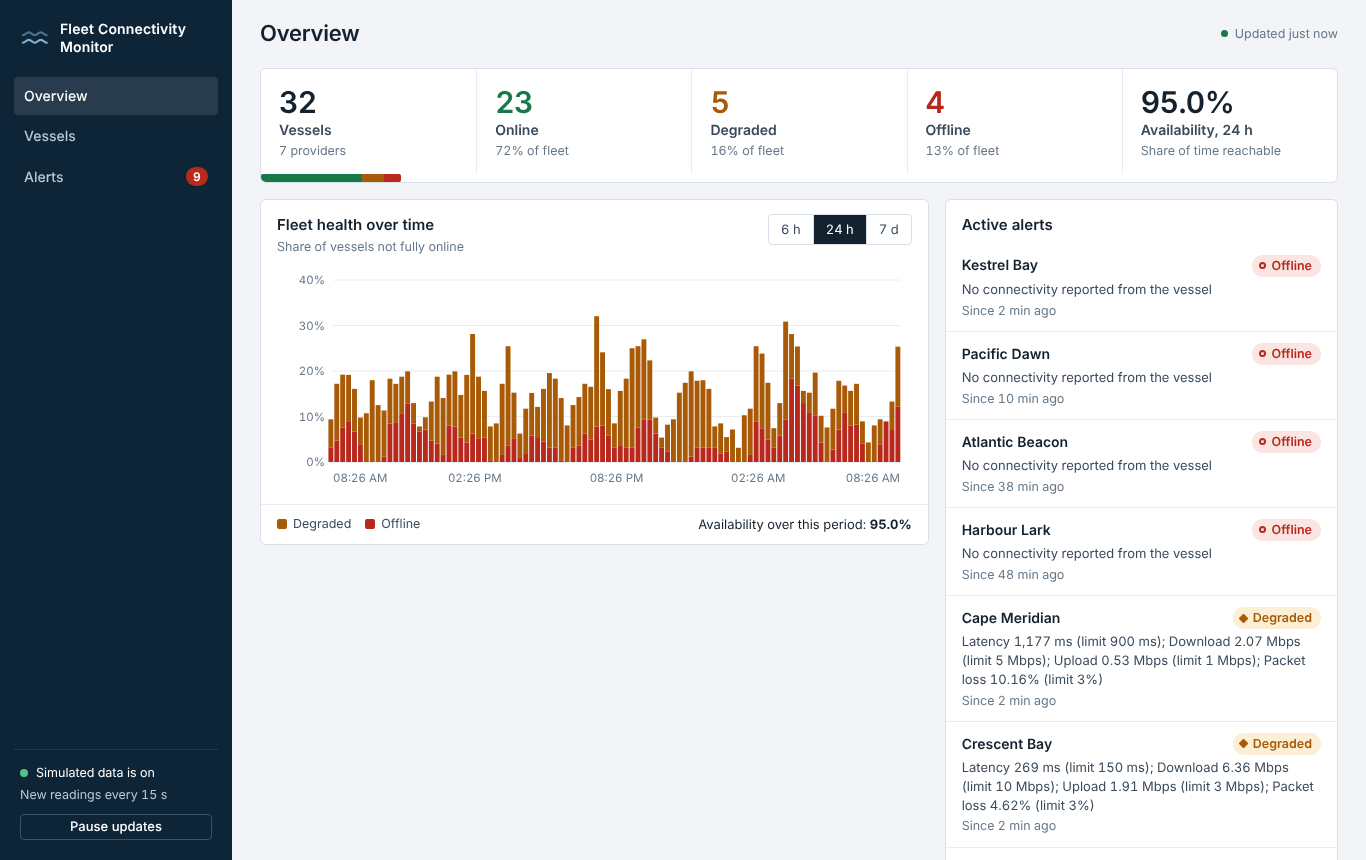 Fleet Connectivity
Monitor
Overview
Vessels
Alerts 9
Simulated data is on
New readings every 15 s
Pause updates
Overview
Updated just now
32
Vessels
7 providers
23
Online
72% of fleet
5
Degraded
16% of fleet
4
Offline
13% of fleet
95.0%
Availability, 24 h
Share of time reachable
Fleet health over time
Share of vessels not fully online
6 h 24 h 7 d
40%
30%
20%
10%
0%
08:26 AM 02:26 PM 08:26 PM 02:26 AM 08:26 AM
Degraded Offline
Availability over this period: 95.0%
Active alerts
Kestrel Bay Offline
No connectivity reported from the vessel
Since 2 min ago
Pacific Dawn Offline
No connectivity reported from the vessel
Since 10 min ago
Atlantic Beacon Offline
No connectivity reported from the vessel
Since 38 min ago
Harbour Lark Offline
No connectivity reported from the vessel
Since 48 min ago
Cape Meridian Degraded
Latency 1,177 ms (limit 900 ms); Download 2.07 Mbps
(limit 5 Mbps); Upload 0.53 Mbps (limit 1 Mbps); Packet
loss 10.16% (limit 3%)
Since 2 min ago
Crescent Bay Degraded
Latency 269 ms (limit 150 ms); Download 6.36 Mbps
(limit 10 Mbps); Upload 1.91 Mbps (limit 3 Mbps); Packet
loss 4.62% (limit 3%)
Since 2 min ago